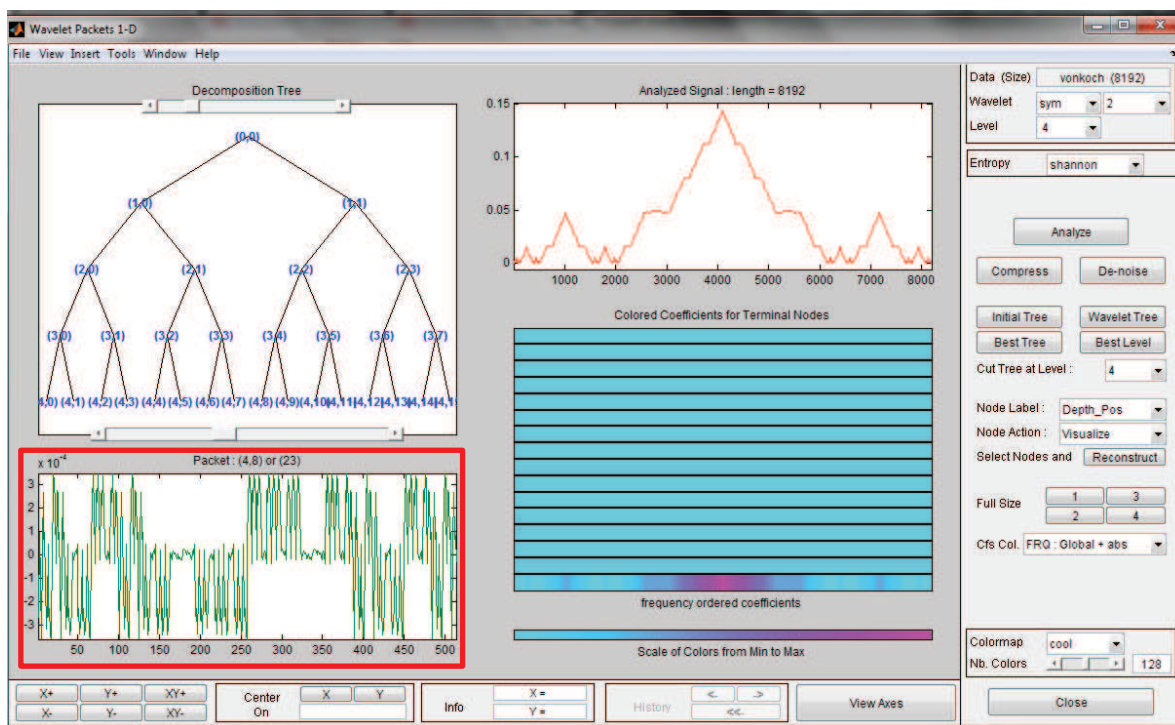 Wavelet Packets 1-D
File View Insert Tools Window Help
Decomposition Tree
(0,0)
(1,0) (1,1)
(2,0) (2,1) (2,2) (2,3)
(3,0) (3,1) (3,2) (3,3) (3,4) (3,5) (3,6) (3,7)
4,0) (4,1) (4,2) (4,3) (4,4) (4,5) (4,6) (4,7) (4,8) (4,9) (4,10)(4,11)(4,12)(4,13)(4,14)(4,1
Packet : (4,8) or (23)
x 10^-4
3
2
1
0
-1
-2
-3
50 100 150 200 250 300 350 400 450 500
Analyzed Signal : length = 8192
0.15
0.1
0.05
0
1000 2000 3000 4000 5000 6000 7000 8000
Colored Coefficients for Terminal Nodes
frequency ordered coefficients
Scale of Colors from Min to Max
Data (Size) vonkoch (8192)
Wavelet sym 2
Level 4
Entropy shannon
Analyze
Compress De-noise
Initial Tree Wavelet Tree
Best Tree Best Level
Cut Tree at Level : 4
Node Label : Depth_Pos
Node Action : Visualize
Select Nodes and Reconstruct
Full Size 1 3
2 4
Cfs Col. FRQ : Global + abs
Colormap cool
Nb. Colors 128
Close
X+ Y+ XY+
X- Y- XY-
Center On X Y
Info X =
Y =
History <- ->
<<-
View Axes